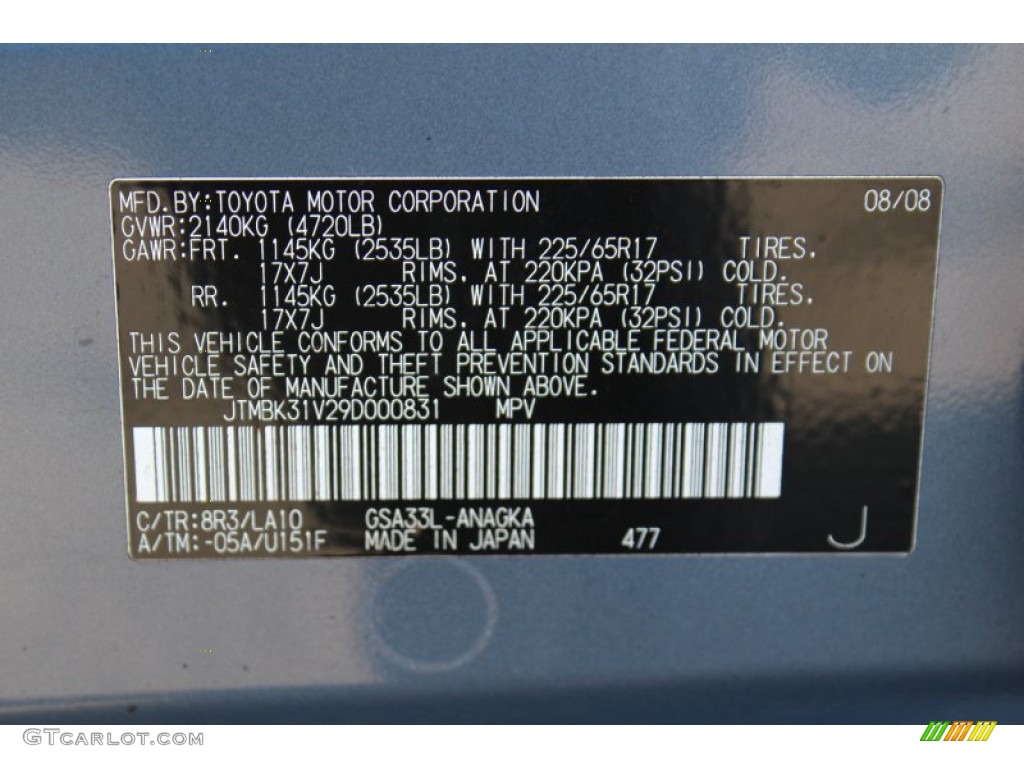 MFD.BY:TOYOTA MOTOR CORPORATION 08/08
GVWR:2140KG (4720LB)
GAWR:FRT. 1145KG (2535LB) WITH 225/65R17 TIRES.
17X7J RIMS. AT 220KPA (32PSI) COLD.
RR. 1145KG (2535LB) WITH 225/65R17 TIRES.
17X7J RIMS. AT 220KPA (32PSI) COLD.
THIS VEHICLE CONFORMS TO ALL APPLICABLE FEDERAL MOTOR
VEHICLE SAFETY AND THEFT PREVENTION STANDARDS IN EFFECT ON
THE DATE OF MANUFACTURE SHOWN ABOVE.
JTMBK31V29D000831 MPV
C/TR:8R3/LA10 GSA33L-ANAGKA
A/TM:-05A/U151F MADE IN JAPAN 477 J
GTCARLOT.COM